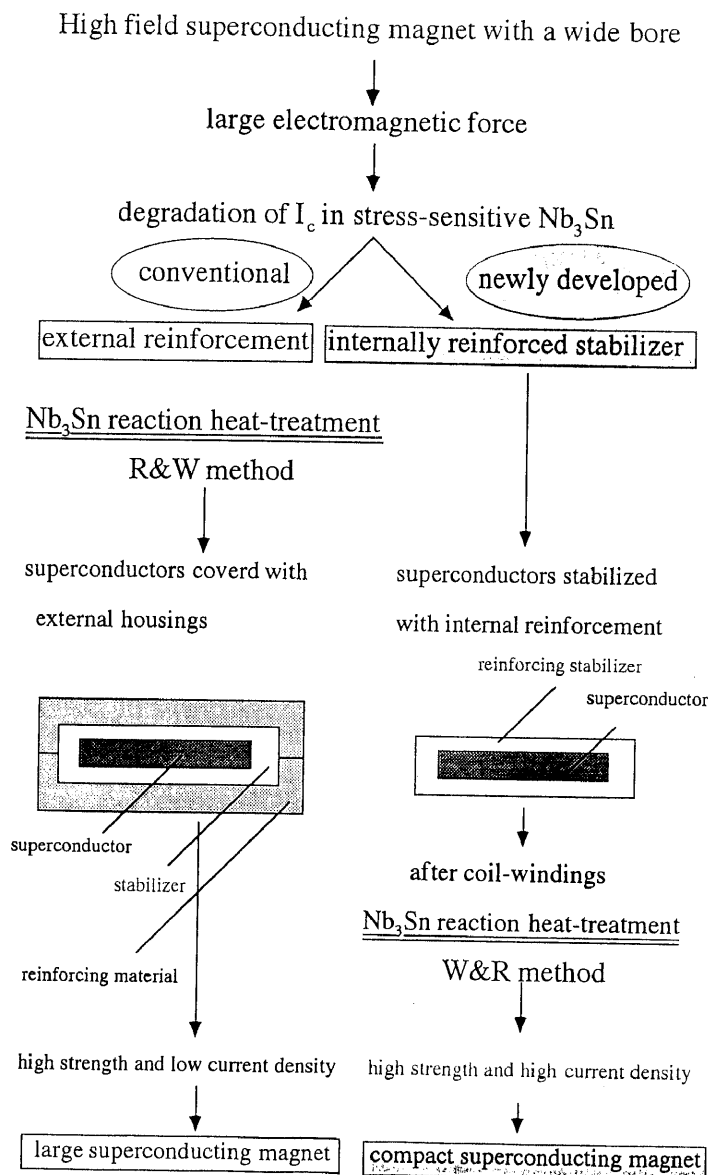 High field superconducting magnet with a wide bore
large electromagnetic force
degradation of I_c in stress-sensitive Nb₃Sn
conventional
newly developed
external reinforcement
internally reinforced stabilizer
Nb₃Sn reaction heat-treatment
R&W method
superconductors coverd with
external housings
superconductor
stabilizer
reinforcing material
high strength and low current density
large superconducting magnet
superconductors stabilized
with internal reinforcement
reinforcing stabilizer
superconductor
after coil-windings
Nb₃Sn reaction heat-treatment
W&R method
high strength and high current density
compact superconducting magnet